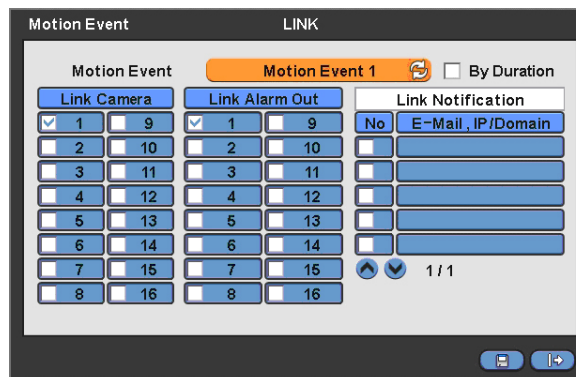 Motion Event LINK
Motion Event Motion Event 1 By Duration
Link Camera Link Alarm Out Link Notification
1 9 1 9 No E-Mail , IP/Domain
2 10 2 10
3 11 3 11
4 12 4 12
5 13 5 13
6 14 6 14
7 15 7 15 1 / 1
8 16 8 16